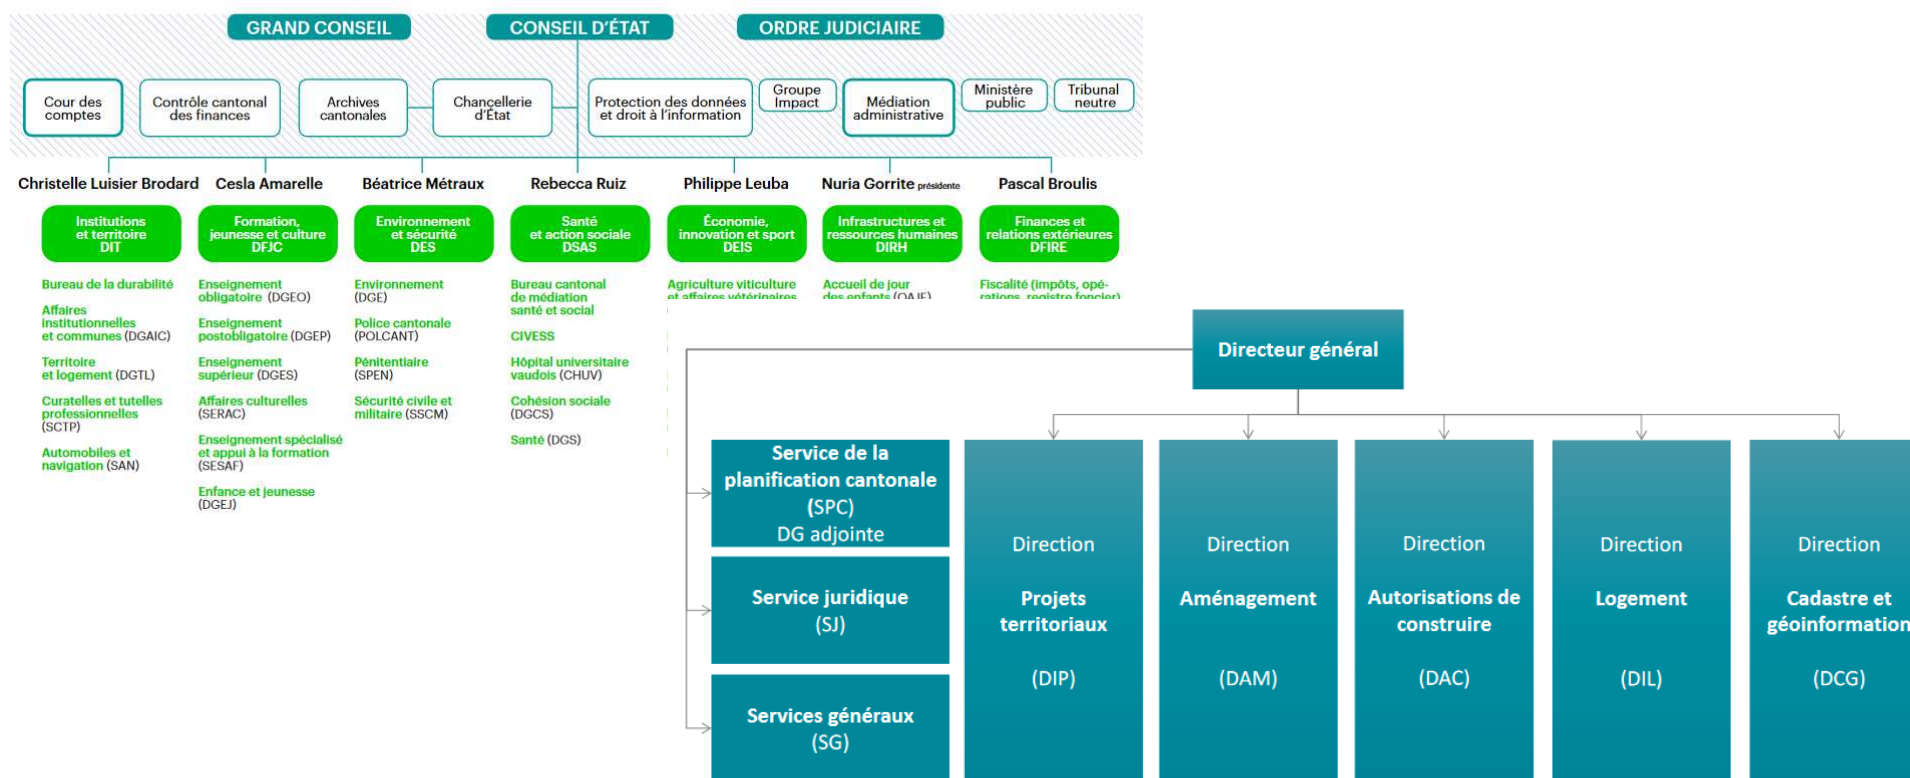 GRAND CONSEIL
CONSEIL D'ÉTAT
ORDRE JUDICIAIRE
Cour des
comptes
Contrôle cantonal
des finances
Archives
cantonales
Chancellerie
d'État
Protection des données
et droit à l'information
Groupe
Impact
Médiation
administrative
Ministère
public
Tribunal
neutre
Christelle Luisier Brodard
Institutions
et territoire
DIT
Bureau de la durabilité
Affaires
institutionnelles
et communes (DGAIC)
Territoire
et logement (DGTL)
Curatelles et tutelles
professionnelles
(SCTP)
Automobiles et
navigation (SAN)
Cesla Amarelle
Formation,
jeunesse et culture
DFJC
Enseignement
obligatoire (DGEO)
Enseignement
postobligatoire (DGEP)
Enseignement
supérieur (DGES)
Affaires culturelles
(SERAC)
Enseignement spécialisé
et appui à la formation
(SESAF)
Enfance et jeunesse
(DGEJ)
Béatrice Métraux
Environnement
et sécurité
DES
Environnement
(DGE)
Police cantonale
(POLCANT)
Pénitentiaire
(SPEN)
Sécurité civile et
militaire (SSCM)
Rebecca Ruiz
Santé
et action sociale
DSAS
Bureau cantonal
de médiation
santé et social
CIVESS
Hôpital universitaire
vaudois (CHUV)
Cohésion sociale
(DGCS)
Santé (DGS)
Philippe Leuba
Économie,
innovation et sport
DEIS
Agriculture viticulture
et affaires vétérinaires
Nuria Gorrite présidente
Infrastructures et
ressources humaines
DIRH
Accueil de jour
des enfants (OAJE)
Pascal Broulis
Finances et
relations extérieures
DFIRE
Fiscalité (impôts, opé-
rations, registre foncier)
Directeur général
Service de la
planification cantonale
(SPC)
DG adjointe
Service juridique
(SJ)
Services généraux
(SG)
Direction
Projets
territoriaux
(DIP)
Direction
Aménagement
(DAM)
Direction
Autorisations de
construire
(DAC)
Direction
Logement
(DIL)
Direction
Cadastre et
géoinformation
(DCG)